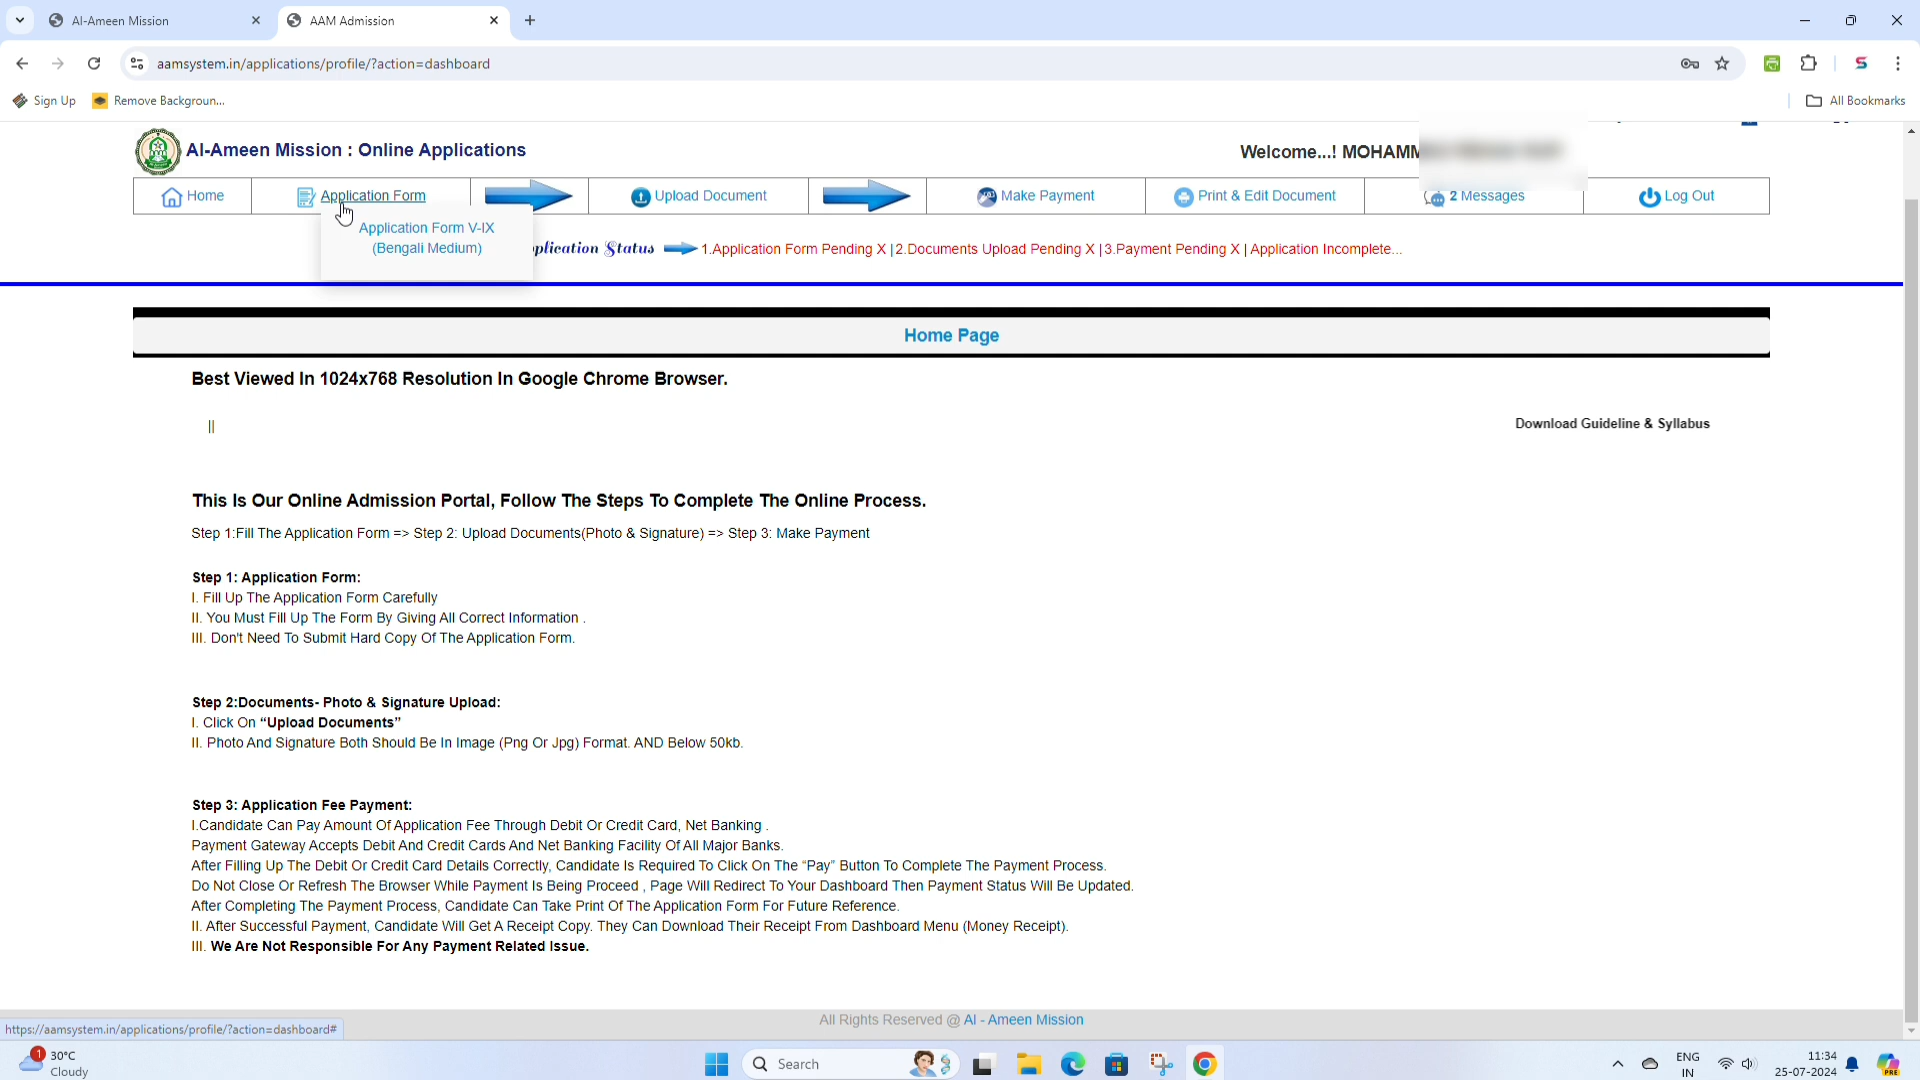 Al-Ameen Mission
AAM Admission
aamsystem.in/applications/profile/?action=dashboard
Sign Up
Remove Backgroun...
All Bookmarks
Al-Ameen Mission : Online Applications
Welcome...! MOHAMM
Home
Application Form
Upload Document
Make Payment
Print & Edit Document
2 Messages
Log Out
Application Form V-IX
(Bengali Medium)
plication Status
1.Application Form Pending X | 2.Documents Upload Pending X | 3.Payment Pending X | Application Incomplete...
Home Page
Best Viewed In 1024x768 Resolution In Google Chrome Browser.
||
Download Guideline & Syllabus
This Is Our Online Admission Portal, Follow The Steps To Complete The Online Process.
Step 1:Fill The Application Form => Step 2: Upload Documents(Photo & Signature) => Step 3: Make Payment
Step 1: Application Form:
I. Fill Up The Application Form Carefully
II. You Must Fill Up The Form By Giving All Correct Information .
III. Don't Need To Submit Hard Copy Of The Application Form.
Step 2:Documents- Photo & Signature Upload:
I. Click On “Upload Documents”
II. Photo And Signature Both Should Be In Image (Png Or Jpg) Format. AND Below 50kb.
Step 3: Application Fee Payment:
I.Candidate Can Pay Amount Of Application Fee Through Debit Or Credit Card, Net Banking .
Payment Gateway Accepts Debit And Credit Cards And Net Banking Facility Of All Major Banks.
After Filling Up The Debit Or Credit Card Details Correctly, Candidate Is Required To Click On The “Pay” Button To Complete The Payment Process.
Do Not Close Or Refresh The Browser While Payment Is Being Proceed , Page Will Redirect To Your Dashboard Then Payment Status Will Be Updated.
After Completing The Payment Process, Candidate Can Take Print Of The Application Form For Future Reference.
II. After Successful Payment, Candidate Will Get A Receipt Copy. They Can Download Their Receipt From Dashboard Menu (Money Receipt).
III. We Are Not Responsible For Any Payment Related Issue.
All Rights Reserved @ Al - Ameen Mission
https://aamsystem.in/applications/profile/?action=dashboard#
1
30°C
Cloudy
Search
ENG
IN
11:34
25-07-2024
PRE